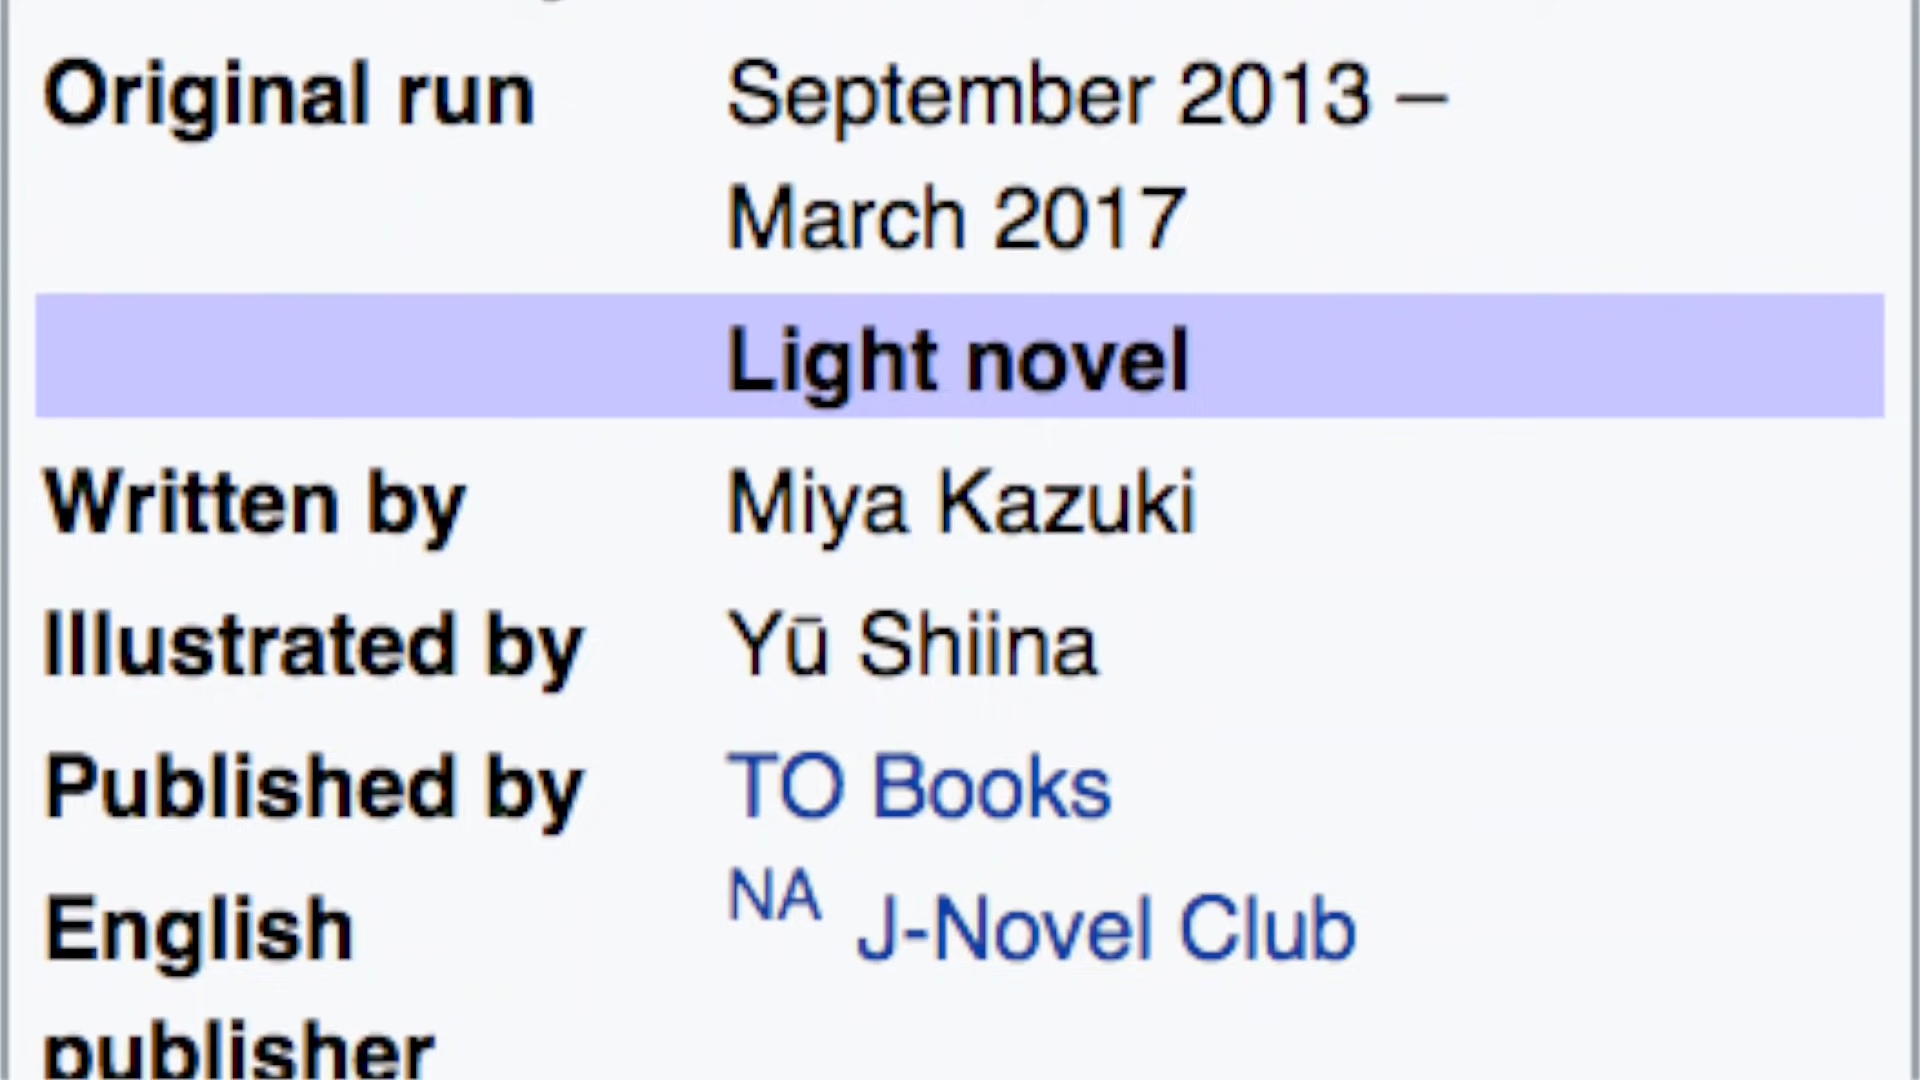 Original run September 2013 –
March 2017
Light novel
Written by Miya Kazuki
Illustrated by Yū Shiina
Published by TO Books
English NA J-Novel Club
publisher